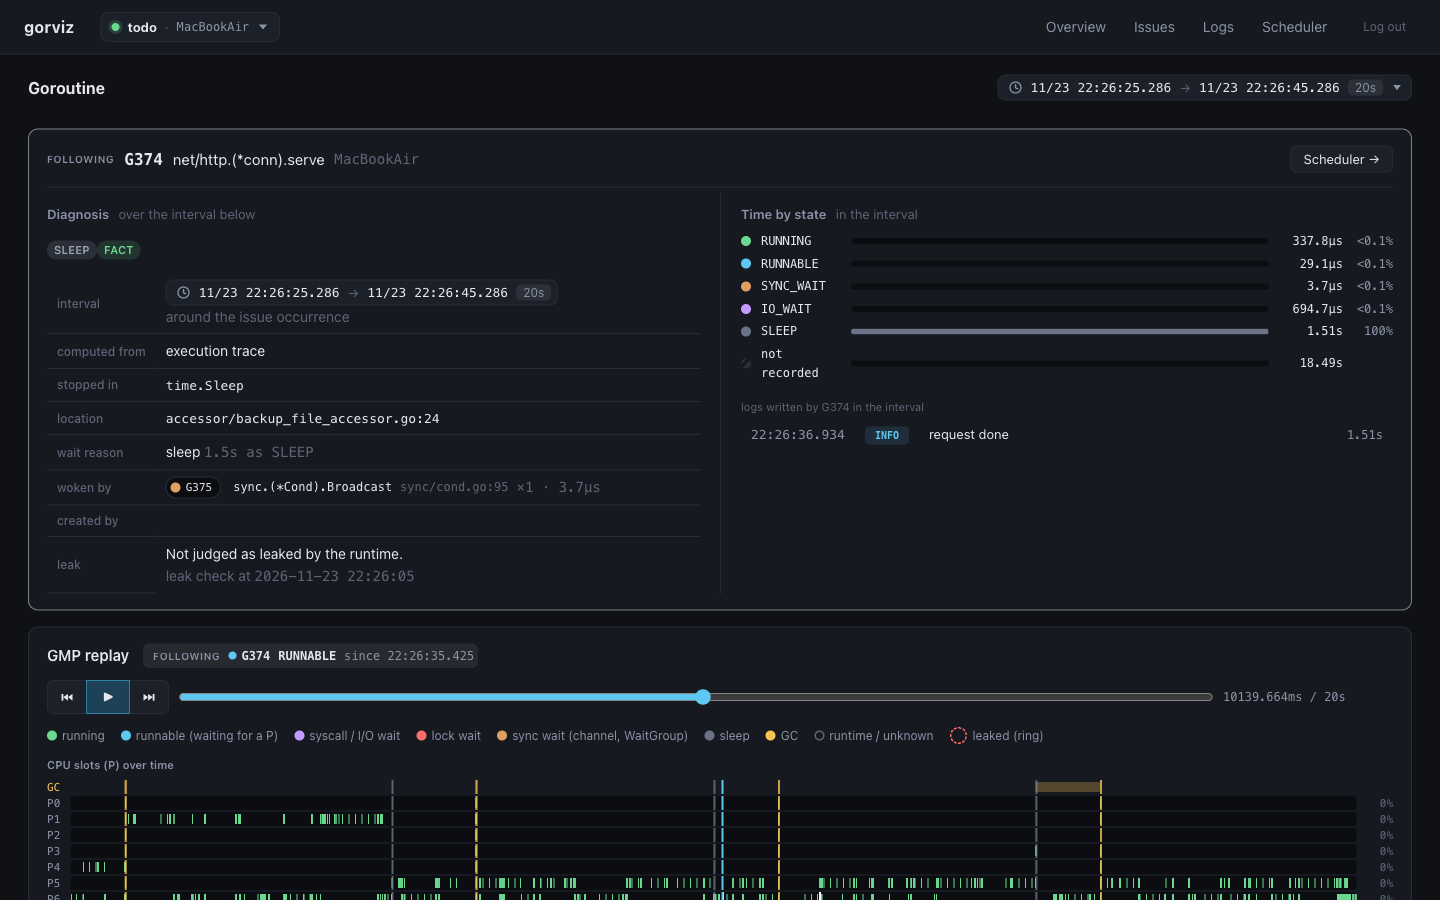 gorviz todo · MacBookAir Overview Issues Logs Scheduler Log out
Goroutine 11/23 22:26:25.286 → 11/23 22:26:45.286 20s
FOLLOWING G374 net/http.(*conn).serve MacBookAir Scheduler →
Diagnosis over the interval below
SLEEP FACT
interval 11/23 22:26:25.286 → 11/23 22:26:45.286 20s
around the issue occurrence
computed from execution trace
stopped in time.Sleep
location accessor/backup_file_accessor.go:24
wait reason sleep 1.5s as SLEEP
woken by G375 sync.(*Cond).Broadcast sync/cond.go:95 ×1 · 3.7µs
created by
leak Not judged as leaked by the runtime.
leak check at 2026-11-23 22:26:05
Time by state in the interval
RUNNING 337.8µs <0.1%
RUNNABLE 29.1µs <0.1%
SYNC_WAIT 3.7µs <0.1%
IO_WAIT 694.7µs <0.1%
SLEEP 1.51s 100%
not
recorded 18.49s
logs written by G374 in the interval
22:26:36.934 INFO request done 1.51s
GMP replay FOLLOWING G374 RUNNABLE since 22:26:35.425
10139.664ms / 20s
running runnable (waiting for a P) syscall / I/O wait lock wait sync wait (channel, WaitGroup) sleep GC runtime / unknown leaked (ring)
CPU slots (P) over time
GC
P0 0%
P1 0%
P2 0%
P3 0%
P4 0%
P5 0%
P6 0%